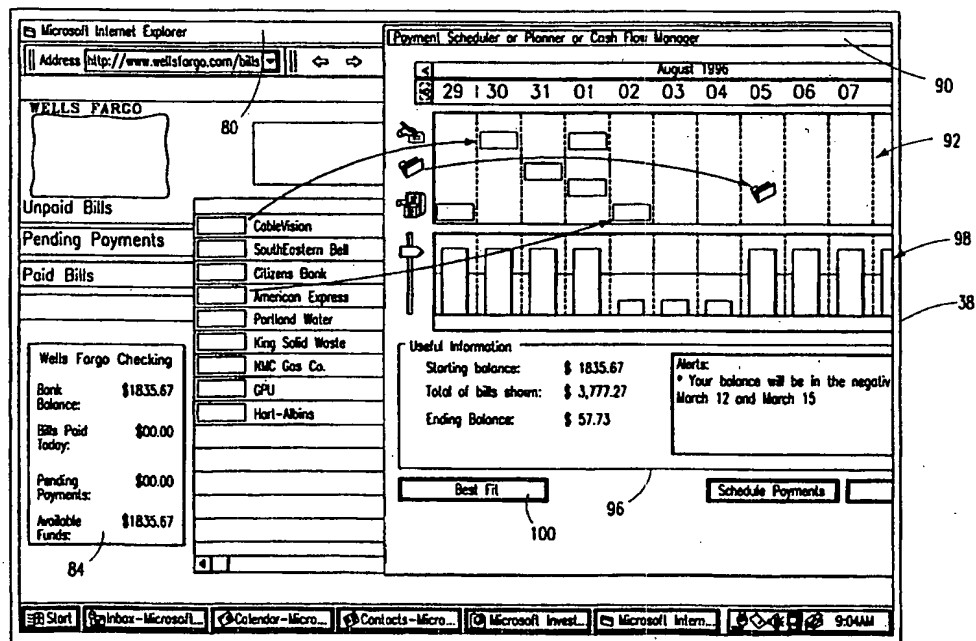 Microsoft Internet Explorer
Address http://www.wellsfargo.com/bills
WELLS FARGO
80
Unpaid Bills
Pending Payments
Paid Bills
CableVision
SouthEastern Bell
Citizens Bank
American Express
Portland Water
King Solid Waste
KMC Gas Co.
GPU
Hart-Albins
Wells Fargo Checking
Bank Balance: $1835.67
Bills Paid Today: $00.00
Pending Payments: $00.00
Available Funds: $1835.67
84
Payment Scheduler or Planner or Cash Flow Manager
90
August 1996
29 30 31 01 02 03 04 05 06 07
92
98
38
Useful Information
Starting balance: $ 1835.67
Total of bills shown: $ 3,777.27
Ending Balance: $ 57.73
Alerts:
* Your balance will be in the negativ
March 12 and March 15
96
Best Fit
100
Schedule Payments
Start
Inbox-Microsoft...
Calendar-Micro...
Contacts-Micro...
Microsoft Invest...
Microsoft Intern...
9:04AM